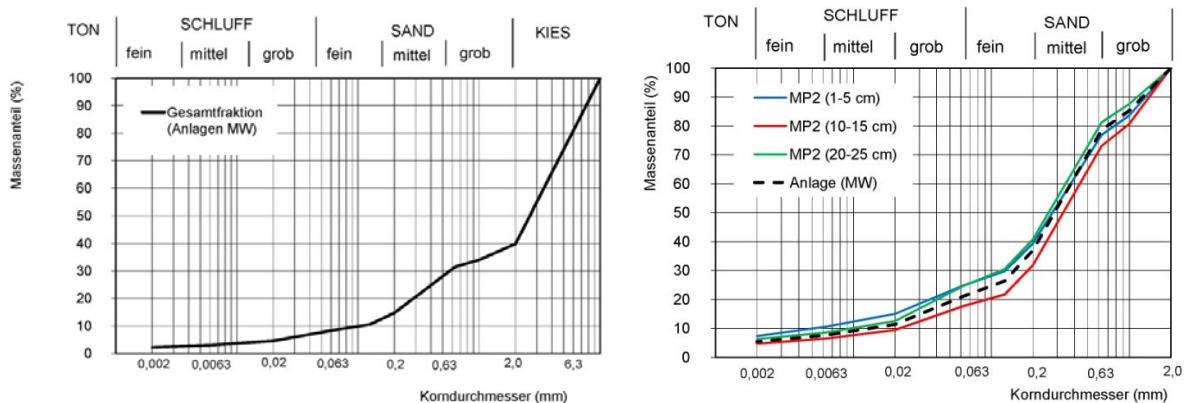 TON SCHLUFF SAND KIES
fein mittel grob fein mittel grob
Massenanteil (%)
100
90
80
70
60
50
40
30
20
10
0
Gesamtfraktion
(Anlagen MW)
0,002 0,0063 0,02 0,063 0,2 0,63 2,0 6,3
Korndurchmesser (mm)
TON SCHLUFF SAND
fein mittel grob fein mittel grob
Massenanteil (%)
100
90
80
70
60
50
40
30
20
10
0
MP2 (1-5 cm)
MP2 (10-15 cm)
MP2 (20-25 cm)
Anlage (MW)
0,002 0,0063 0,02 0,063 0,2 0,63 2,0
Korndurchmesser (mm)